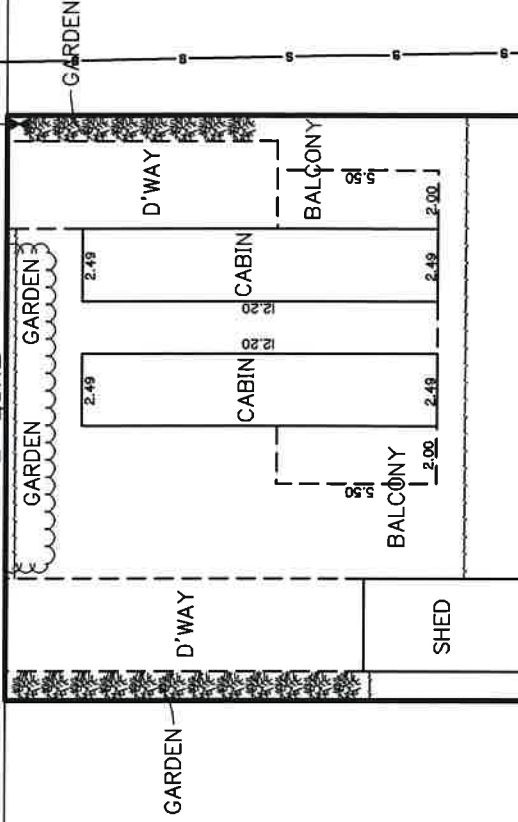 GARDEN
GARDEN
GARDEN
D'WAY
2.49
2.49
BALCONY
5.50
2.00
CABIN
CABIN
12.20
12.20
2.49
2.49
5.50
2.00
BALCONY
D'WAY
SHED
GARDEN
S
S
S
S
S